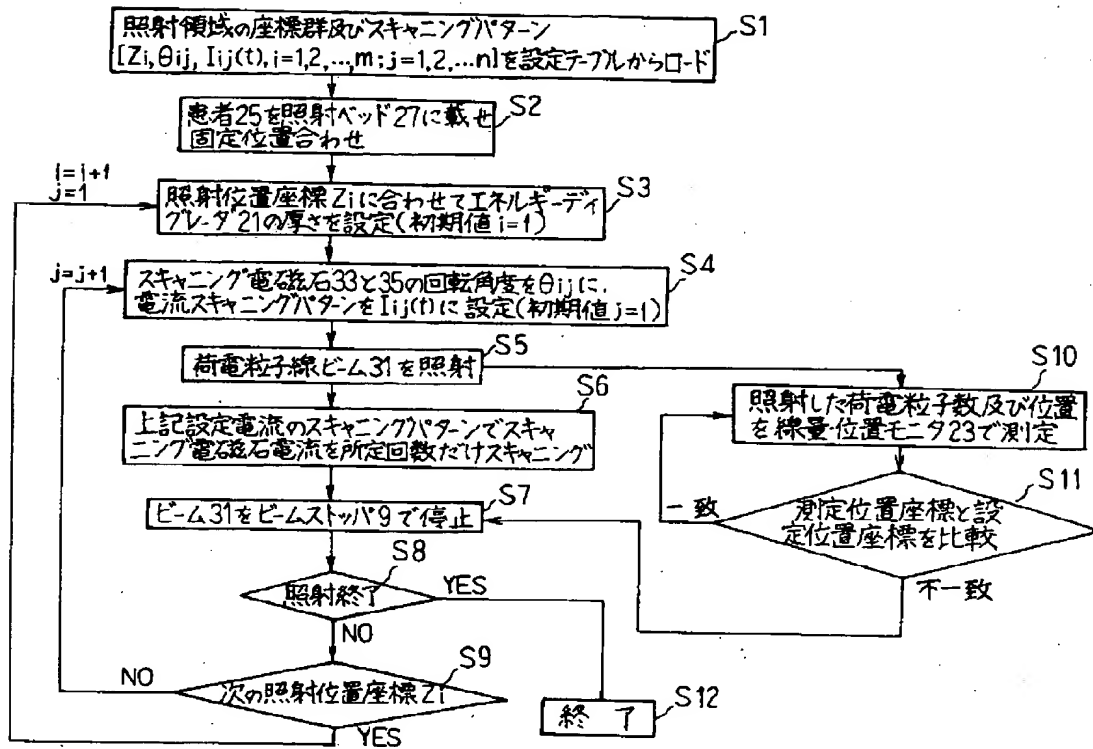 S1
照射領域の座標群及びスキャニングパターン
[Zi, θij, Iij(t), i=1,2,...,m; j=1,2,...n]を設定テーブルからロード
S2
患者25を照射ベッド27に載せ
固定位置合わせ
i=i+1
j=1
S3
照射位置座標Ziに合わせてエネルギーディ
グレーダ21の厚さを設定(初期値i=1)
j=j+1
S4
スキャニング電磁石33と35の回転角度をθijに、
電流スキャニングパターンをIij(t)に設定(初期値j=1)
S5
荷電粒子線ビーム31を照射
S10
照射した荷電粒子数及び位置
を線量・位置モニタ23で測定
S6
上記設定電流のスキャニングパターンでスキャ
ニング電磁石電流を所定回数だけスキャニング
S11
一致
測定位置座標と設
定位置座標を比較
不一致
S7
ビーム31をビームストッパ9で停止
S8
照射終了
YES
NO
S9
NO
次の照射位置座標Zi
YES
S12
終 了